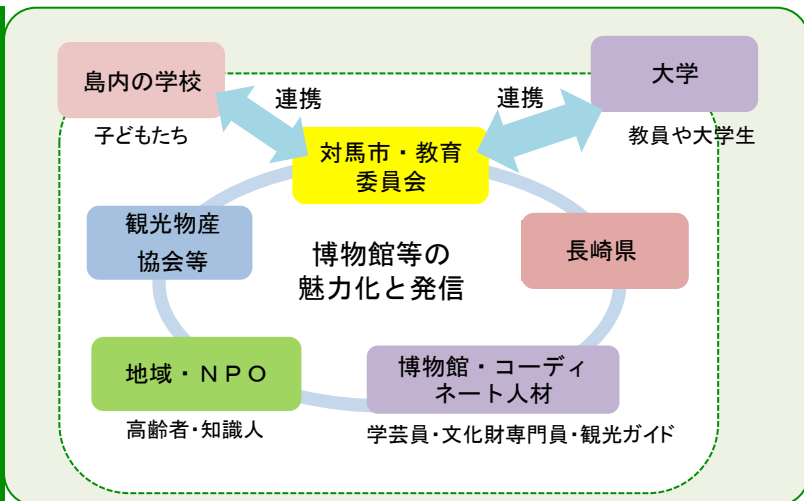 島内の学校
大学
連携
連携
子どもたち
教員や大学生
対馬市・教育
委員会
観光物産
協会等
博物館等の
魅力化と発信
長崎県
地域・ＮＰＯ
博物館・コーディ
ネート人材
高齢者・知識人
学芸員・文化財専門員・観光ガイド